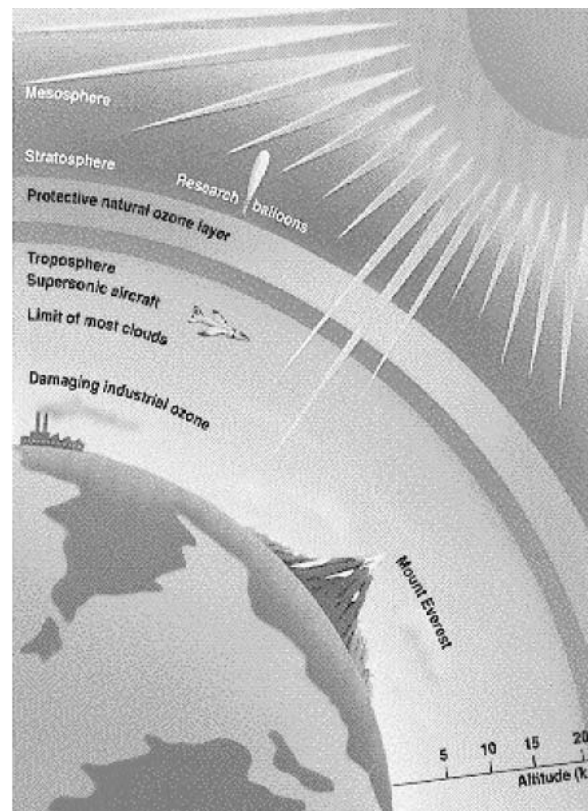 Mesosphere
Stratosphere
Research balloons
Protective natural ozone layer
Troposphere
Supersonic aircraft
Limit of most clouds
Damaging industrial ozone
Mount Everest
5 10 15 20
Altitude (k